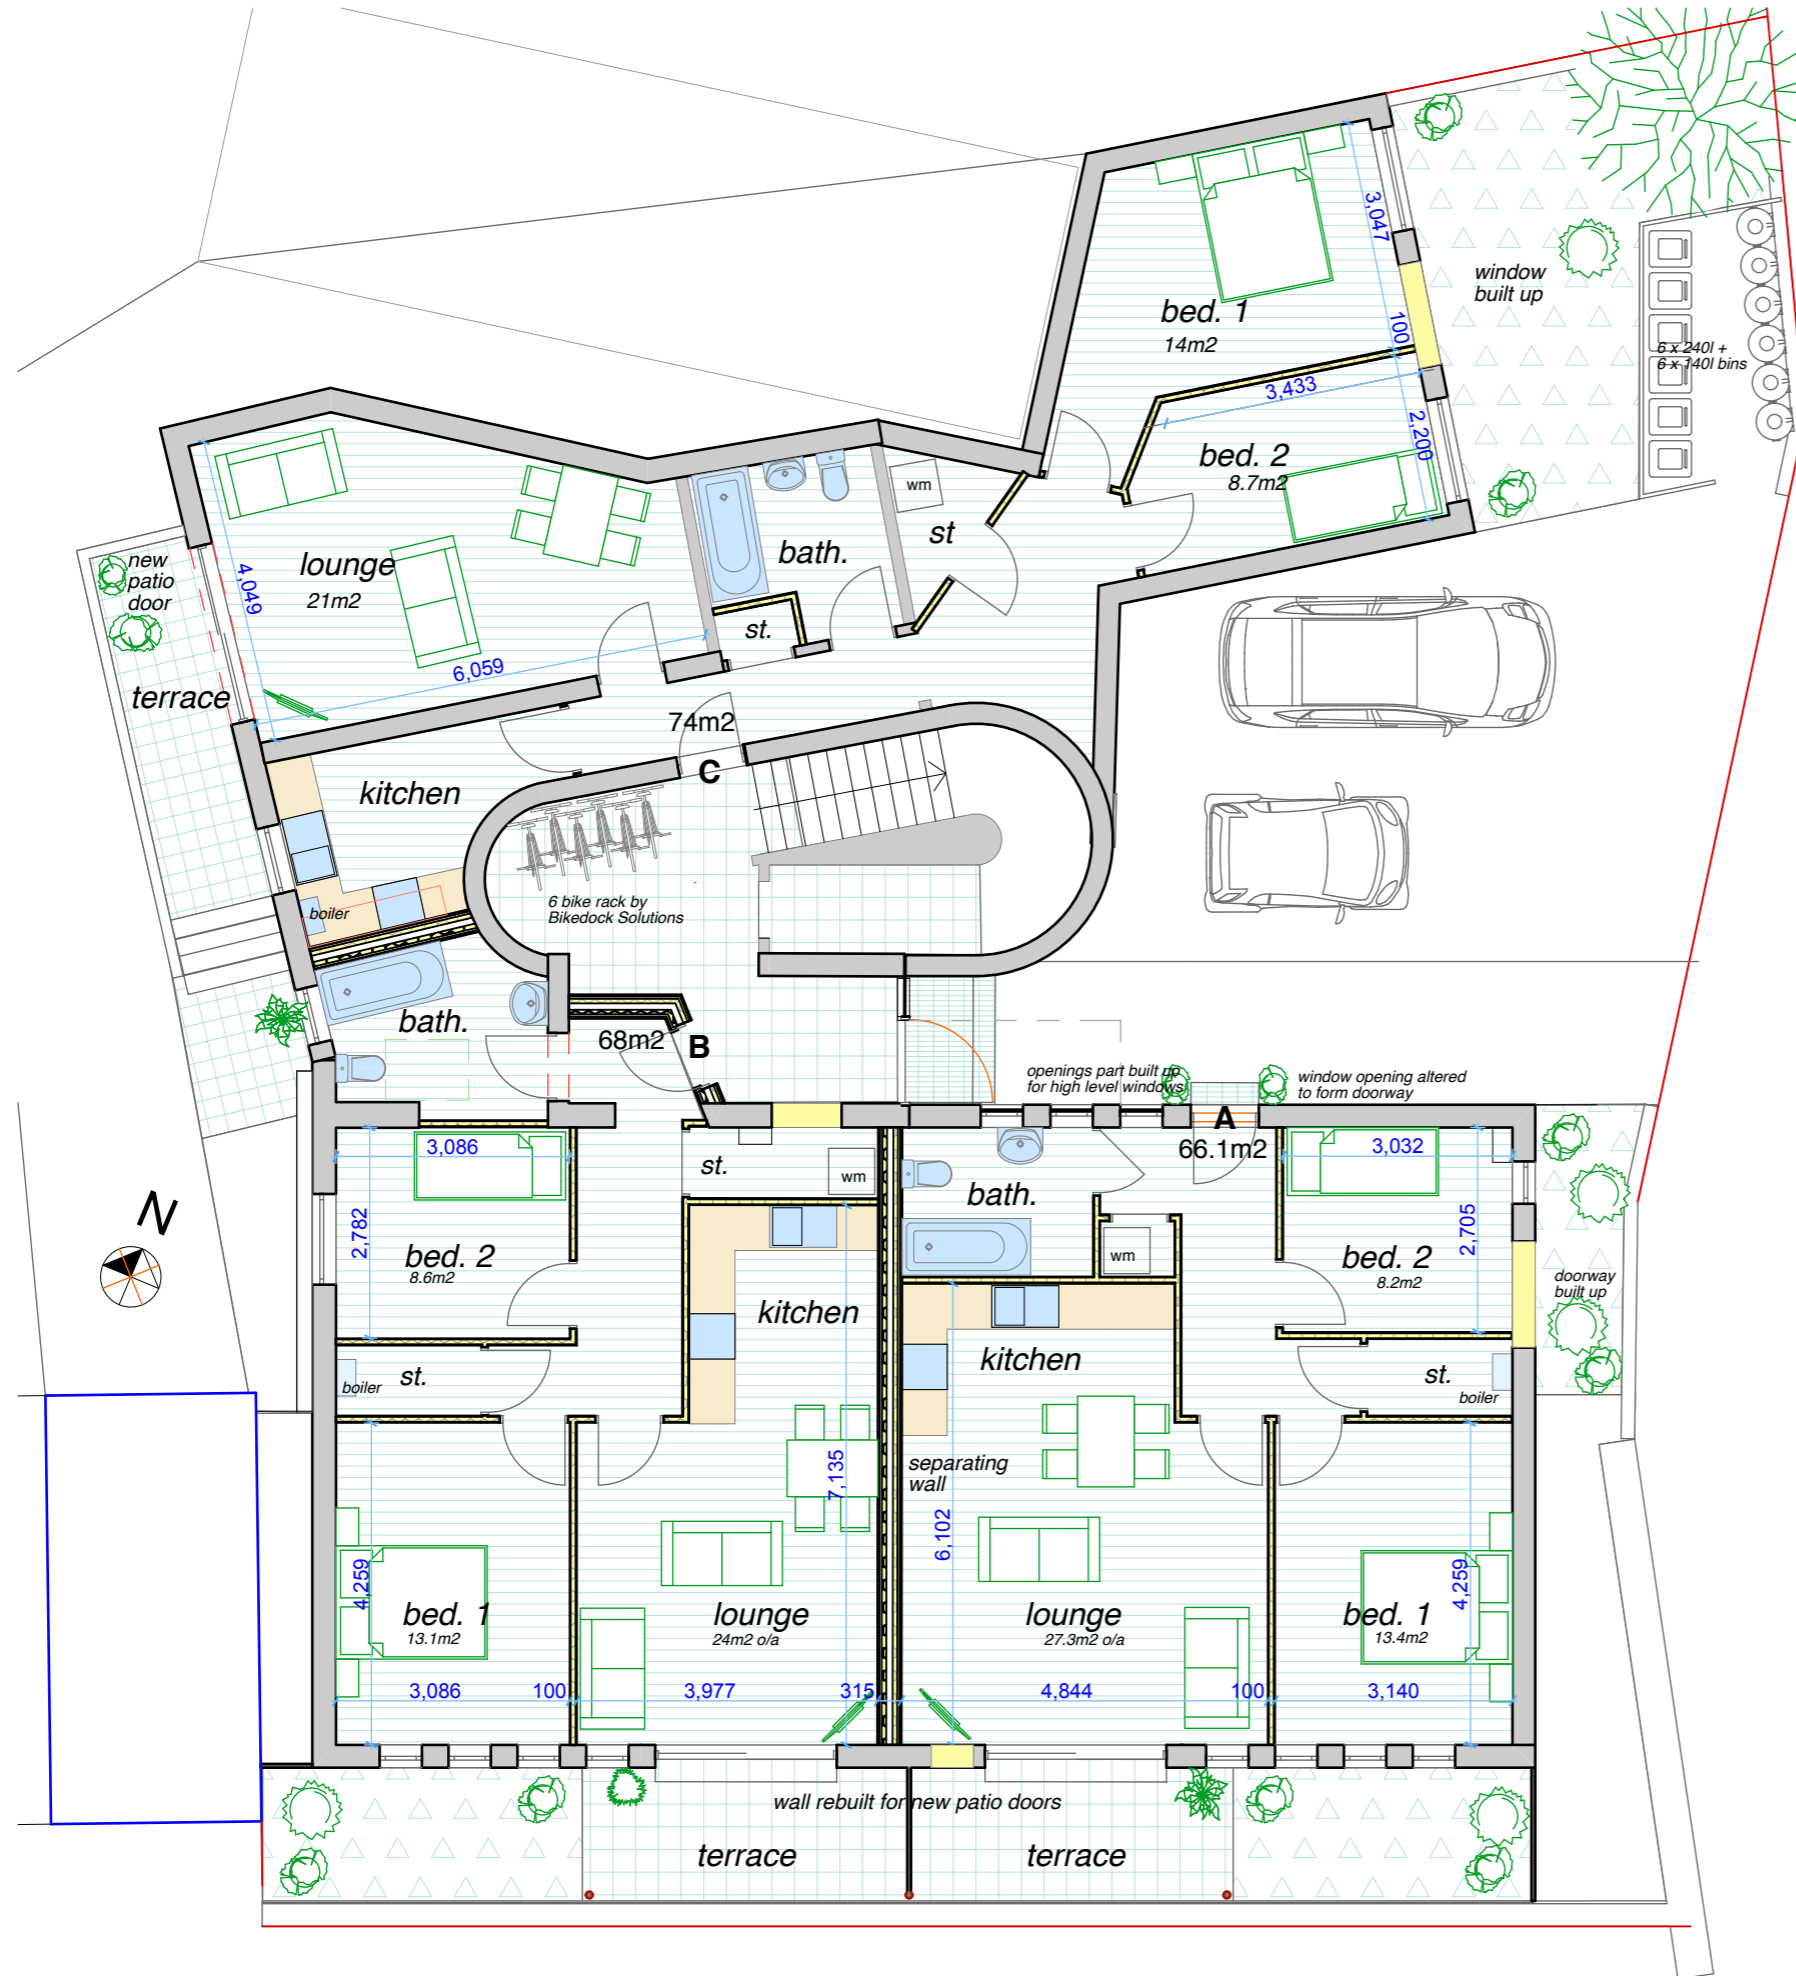 3,047
window
built up
bed. 1
14m2
100
6 x 240l +
6 x 140l bins
3,433
2,200
bed. 2
8.7m2
wm
st
bath.
new
patio
door
lounge
21m2
4,049
st.
6,059
terrace
74m2
C
kitchen
6 bike rack by
Bikedock Solutions
boiler
bath.
68m2
B
openings part built up
for high level windows
window opening altered
to form doorway
A
66.1m2
3,086
st.
wm
bath.
3,032
N
2,782
2,705
bed. 2
8.6m2
wm
bed. 2
8.2m2
doorway
built up
kitchen
kitchen
boiler
st.
st.
boiler
7,135
separating
wall
6,102
4,259
4,259
bed. 1
13.1m2
lounge
24m2 o/a
lounge
27.3m2 o/a
bed. 1
13.4m2
3,086
100
3,977
315
4,844
100
3,140
wall rebuilt for new patio doors
terrace
terrace